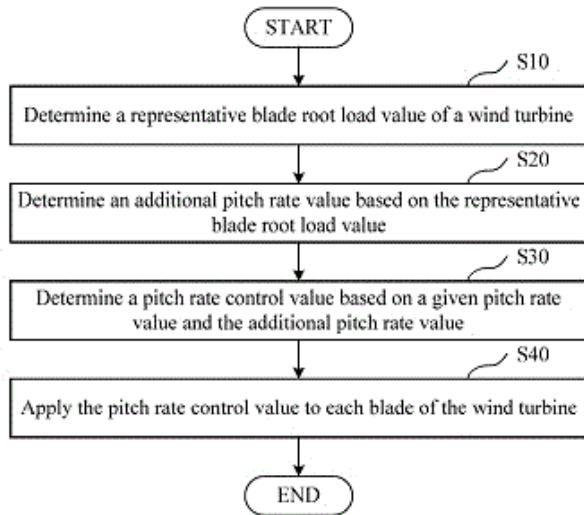 START
S10
Determine a representative blade root load value of a wind turbine
S20
Determine an additional pitch rate value based on the representative
blade root load value
S30
Determine a pitch rate control value based on a given pitch rate
value and the additional pitch rate value
S40
Apply the pitch rate control value to each blade of the wind turbine
END